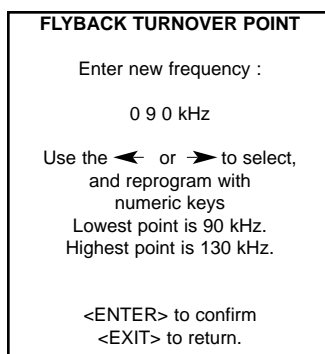 FLYBACK TURNOVER POINT
Enter new frequency :
0 9 0 kHz
Use the or to select,
and reprogram with
numeric keys
Lowest point is 90 kHz.
Highest point is 130 kHz.
<ENTER> to confirm
<EXIT> to return.